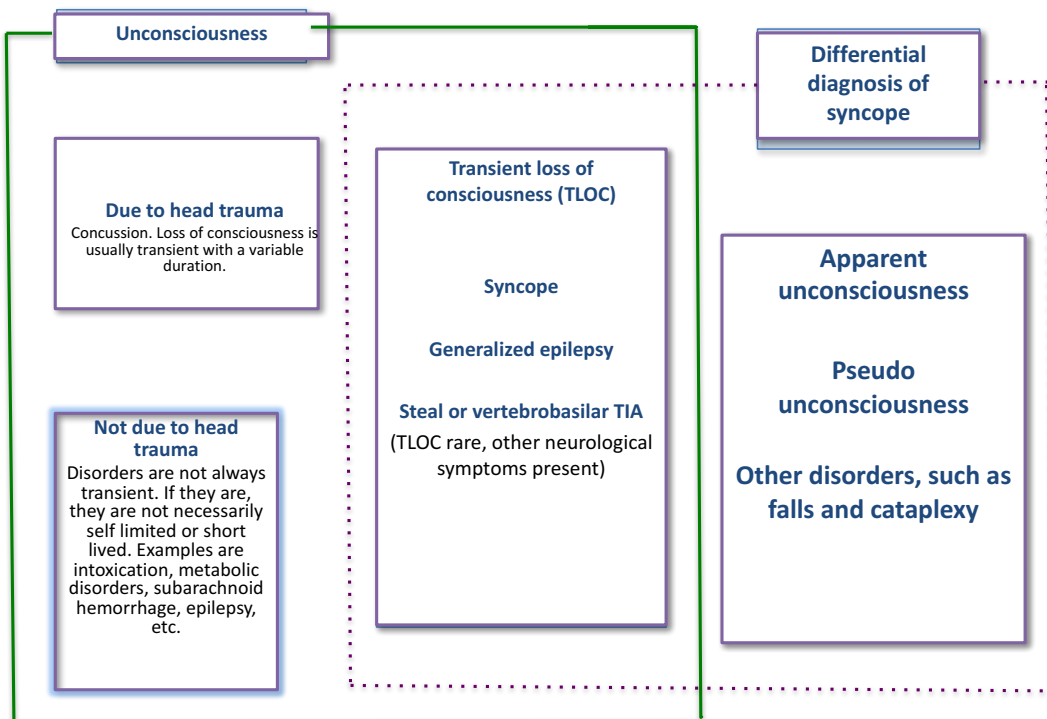 Unconsciousness
Differential
diagnosis of
syncope
Due to head trauma
Concussion. Loss of consciousness is
usually transient with a variable
duration.
Not due to head
trauma
Disorders are not always
transient. If they are,
they are not necessarily
self limited or short
lived. Examples are
intoxication, metabolic
disorders, subarachnoid
hemorrhage, epilepsy,
etc.
Transient loss of
consciousness (TLOC)
Syncope
Generalized epilepsy
Steal or vertebrobasilar TIA
(TLOC rare, other neurological
symptoms present)
Apparent
unconsciousness
Pseudo
unconsciousness
Other disorders, such as
falls and cataplexy